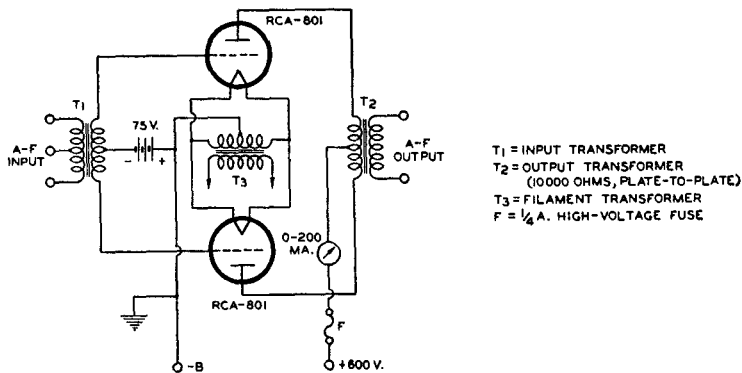 RCA-801
T1
75 V.
- +
A-F
INPUT
T3
T2
A-F
OUTPUT
0-200
MA.
RCA-801
F
-B
+600 V.
T1 = INPUT TRANSFORMER
T2 = OUTPUT TRANSFORMER
(10000 OHMS, PLATE-TO-PLATE)
T3 = FILAMENT TRANSFORMER
F = 1/4 A. HIGH-VOLTAGE FUSE